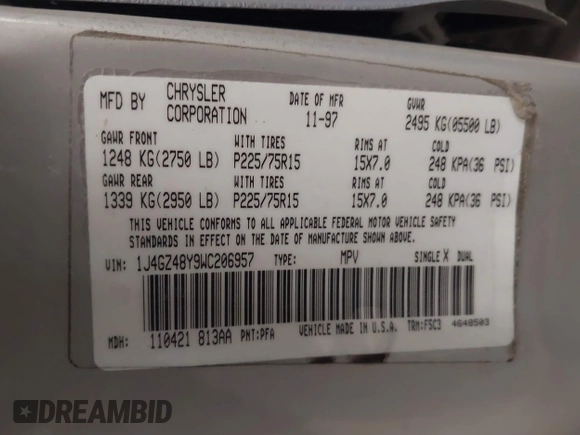 MFD BY CHRYSLER CORPORATION DATE OF MFR 11-97 GVWR 2495 KG(05500 LB)
GAWR FRONT WITH TIRES RIMS AT COLD
1248 KG(2750 LB) P225/75R15 15X7.0 248 KPA(36 PSI)
GAWR REAR WITH TIRES RIMS AT COLD
1339 KG(2950 LB) P225/75R15 15X7.0 248 KPA(36 PSI)
THIS VEHICLE CONFORMS TO ALL APPLICABLE FEDERAL MOTOR VEHICLE SAFETY
STANDARDS IN EFFECT ON THE DATE OF MANUFACTURE SHOWN ABOVE.
VIN: 1J4GZ48Y9WC206957 TYPE: MPV SINGLE X DUAL
VEHICLE MADE IN U.S.A. TRM:F5C3 4648503
MDH: 110421 813AA PNT:PFA
DREAMBID